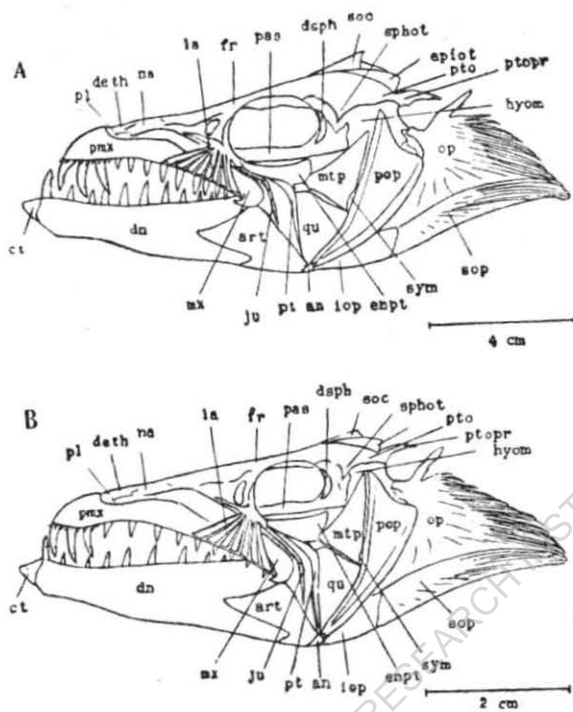 A
pl deth na la fr pas dsph soc sphot epiot pto ptopr hyom
pmx mtp pop op
ct dn art qu sop
mx ju pt an iop enpt sym
4 cm
B
pl deth na la fr pas dsph soc sphot pto ptopr hyom
pmx mtp pop op
ct dn art qu sop
mx ju pt an iop enpt sym
2 cm
RESEARCH INST